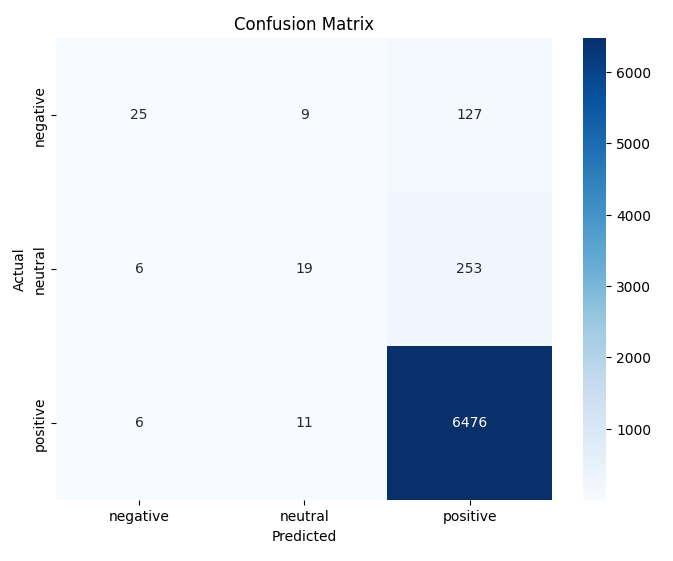 Confusion Matrix
Actual
negative
25 9 127
neutral
6 19 253
positive
6 11 6476
negative neutral positive
Predicted
6000
5000
4000
3000
2000
1000